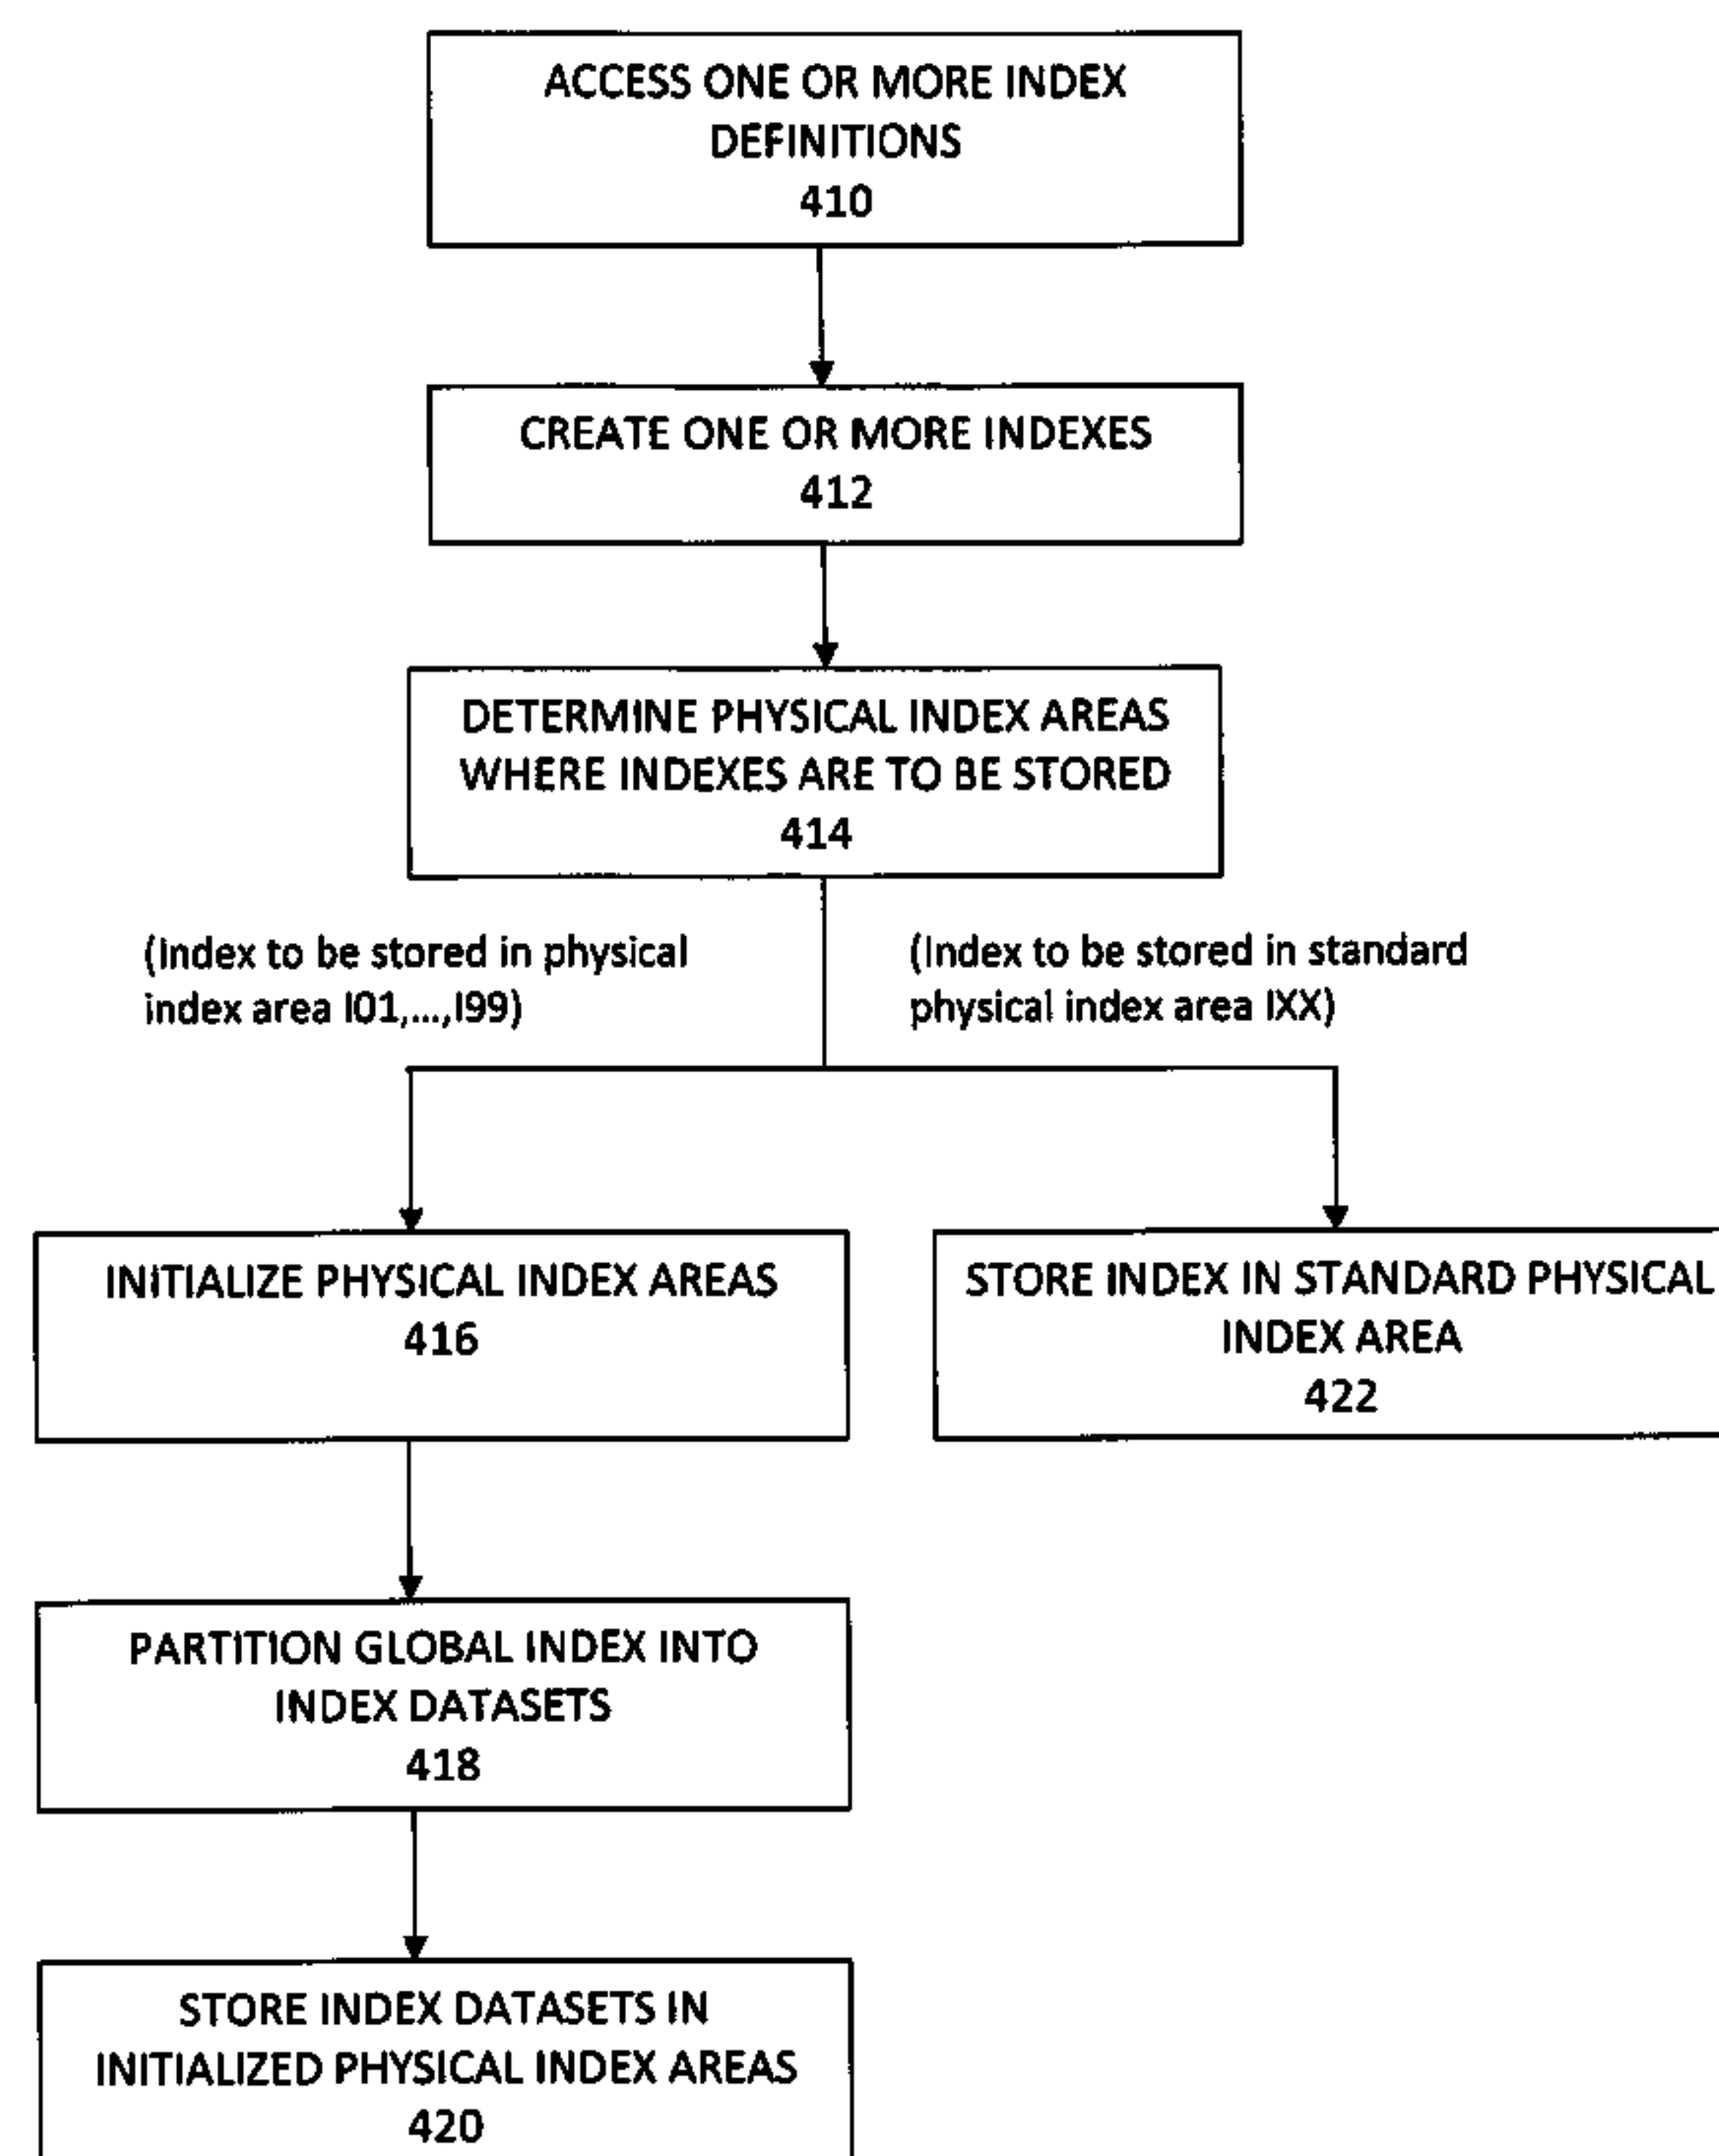 ACCESS ONE OR MORE INDEX
DEFINITIONS
410
CREATE ONE OR MORE INDEXES
412
DETERMINE PHYSICAL INDEX AREAS
WHERE INDEXES ARE TO BE STORED
414
(Index to be stored in physical
index area I01,...,I99)
(Index to be stored in standard
physical index area IXX)
INITIALIZE PHYSICAL INDEX AREAS
416
STORE INDEX IN STANDARD PHYSICAL
INDEX AREA
422
PARTITION GLOBAL INDEX INTO
INDEX DATASETS
418
STORE INDEX DATASETS IN
INITIALIZED PHYSICAL INDEX AREAS
420